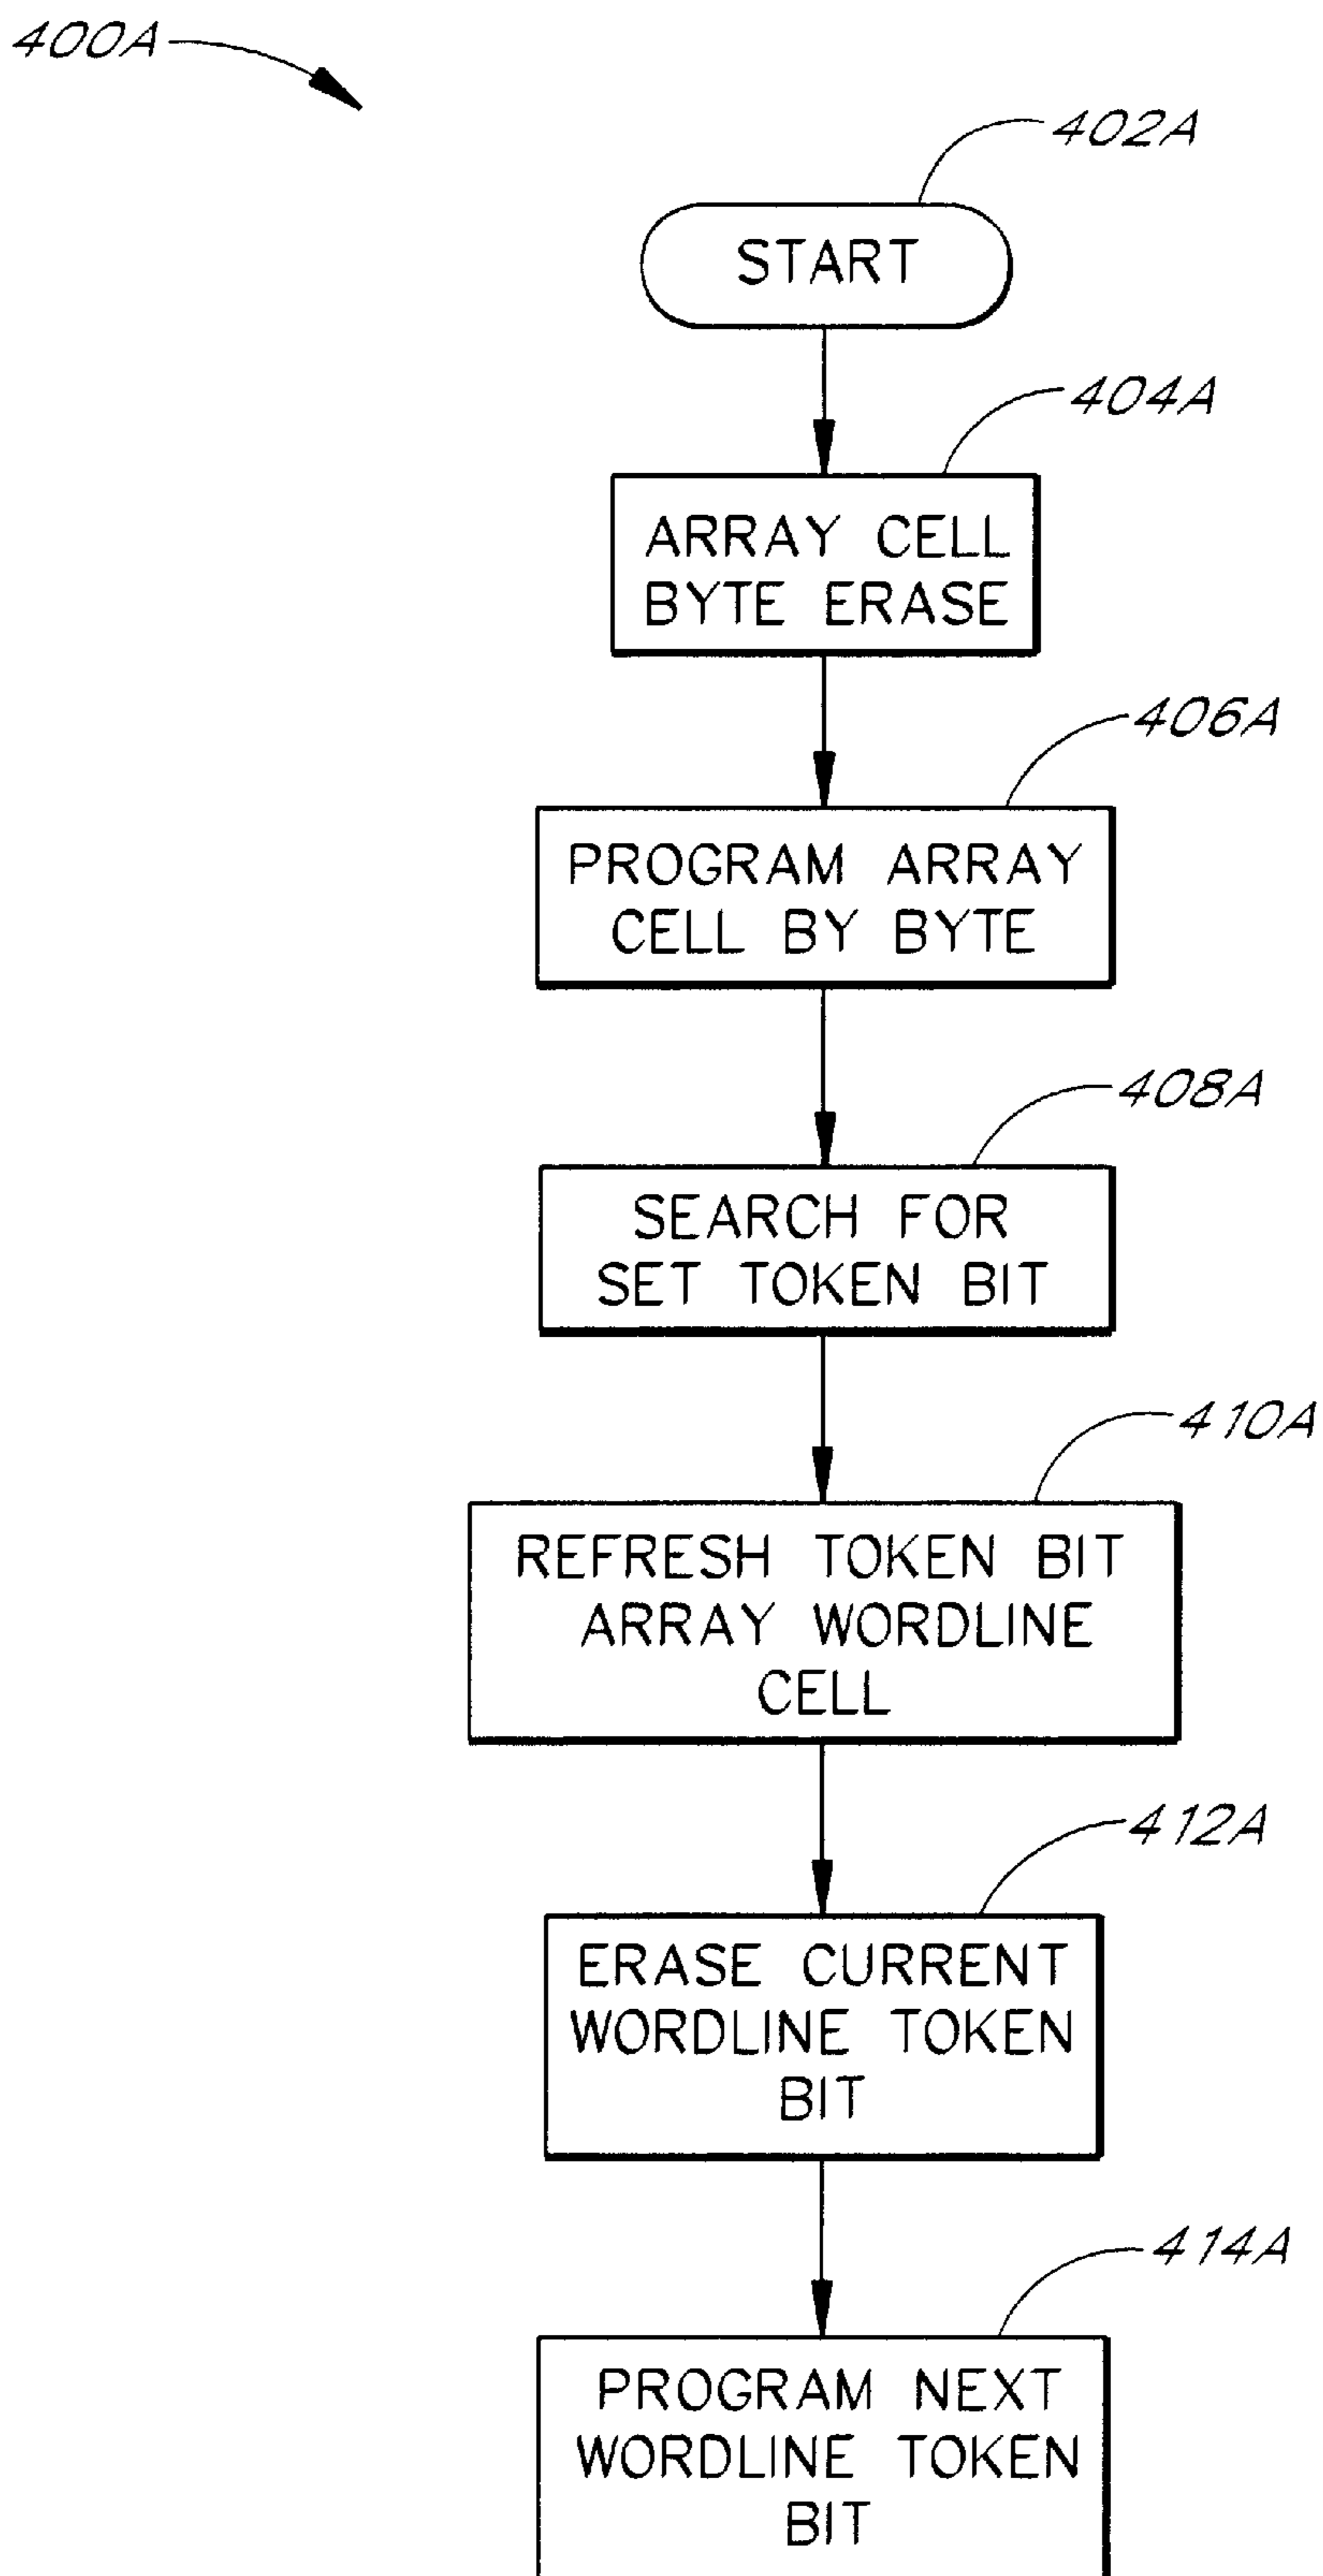 400A
402A
START
404A
ARRAY CELL
BYTE ERASE
406A
PROGRAM ARRAY
CELL BY BYTE
408A
SEARCH FOR
SET TOKEN BIT
410A
REFRESH TOKEN BIT
ARRAY WORDLINE
CELL
412A
ERASE CURRENT
WORDLINE TOKEN
BIT
414A
PROGRAM NEXT
WORDLINE TOKEN
BIT